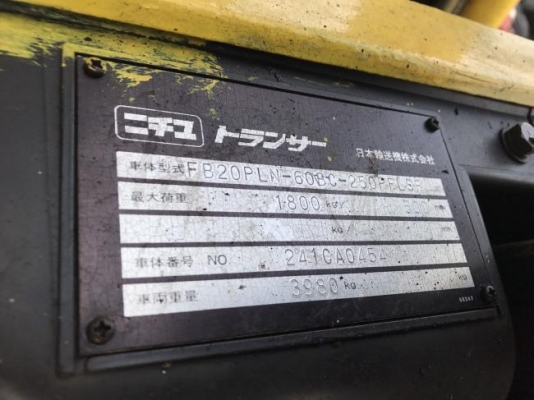 ニチユ トランサー 日本輸送機株式会社
車体型式 FB20PLN-60BC-250PFLSF
最大荷重 1800 kg/
kg/
車体番号 NO. 241CA0454
車両重量 3980 kg